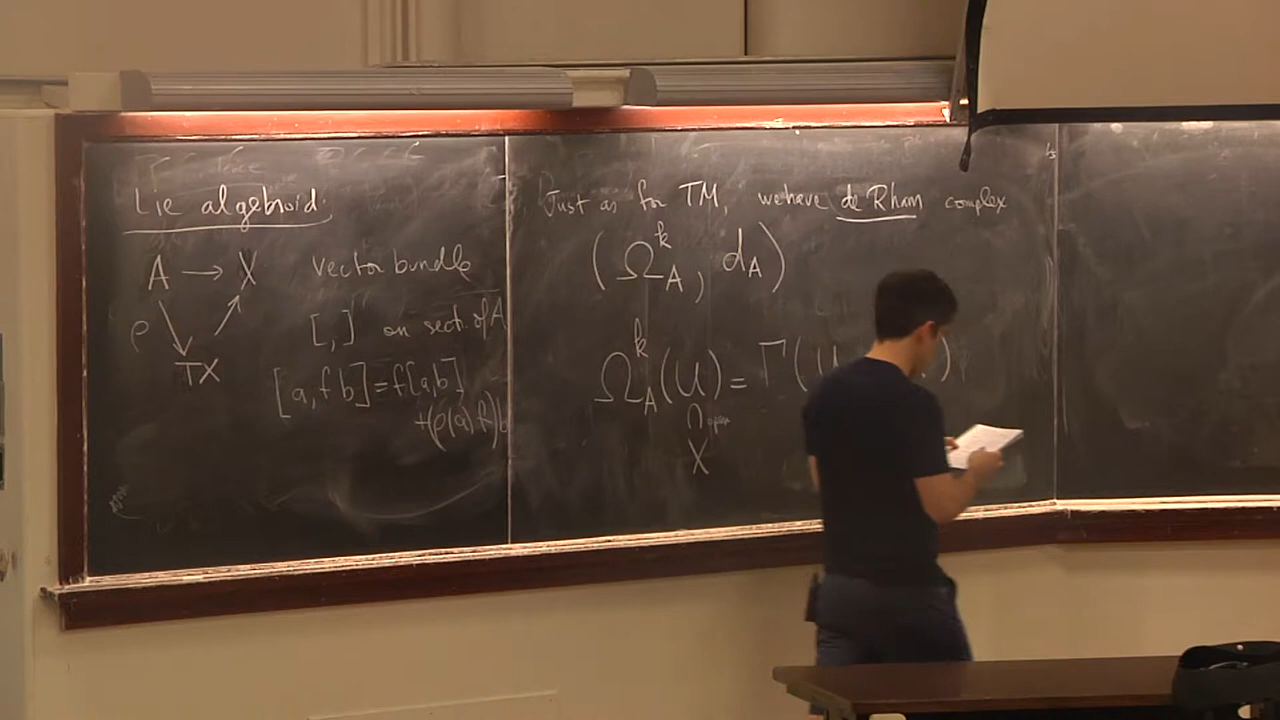 Lie algebroid.
A → X vector bundle
ρ
[,] on sect. of A
TX
[a, f b] = f[a,b]
+(ρ(a)f)b
Just as for TM, we have de Rham complex
(Ω^k_A, d_A)
Ω^k_A(U) = Γ(U )
∩ open
X